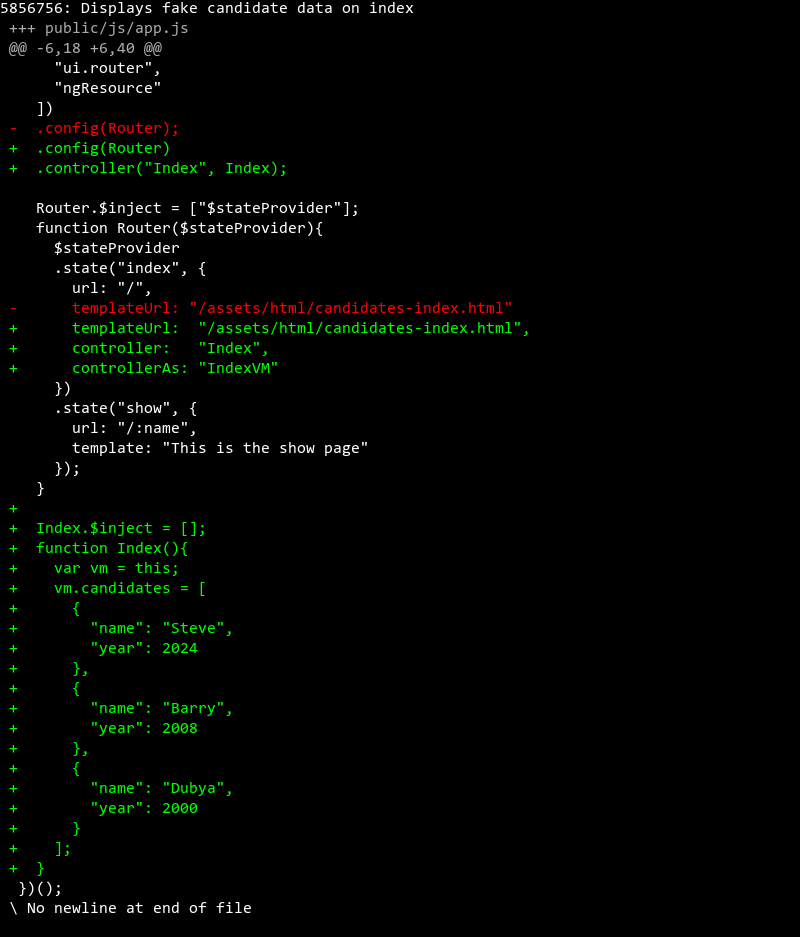 5856756: Displays fake candidate data on index
 +++ public/js/app.js
 @@ -6,18 +6,40 @@
      "ui.router",
      "ngResource"
    ])
 -  .config(Router);
 +  .config(Router)
 +  .controller("Index", Index);

    Router.$inject = ["$stateProvider"];
    function Router($stateProvider){
      $stateProvider
      .state("index", {
        url: "/",
 -      templateUrl: "/assets/html/candidates-index.html"
 +      templateUrl:  "/assets/html/candidates-index.html",
 +      controller:   "Index",
 +      controllerAs: "IndexVM"
      })
      .state("show", {
        url: "/:name",
        template: "This is the show page"
      });
    }
 +
 +  Index.$inject = [];
 +  function Index(){
 +    var vm = this;
 +    vm.candidates = [
 +      {
 +        "name": "Steve",
 +        "year": 2024
 +      },
 +      {
 +        "name": "Barry",
 +        "year": 2008
 +      },
 +      {
 +        "name": "Dubya",
 +        "year": 2000
 +      }
 +    ];
 +  }
  })();
 \ No newline at end of file